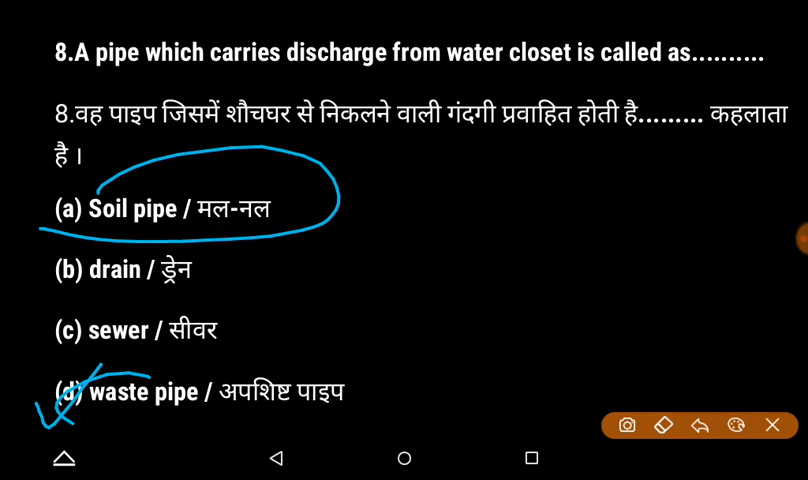 8.A pipe which carries discharge from water closet is called as..........
8.वह पाइप जिसमें शौचघर से निकलने वाली गंदगी प्रवाहित होती है......... कहलाता
है ।
(a) Soil pipe / मल-नल
(b) drain / ड्रेन
(c) sewer / सीवर
(d) waste pipe / अपशिष्ट पाइप